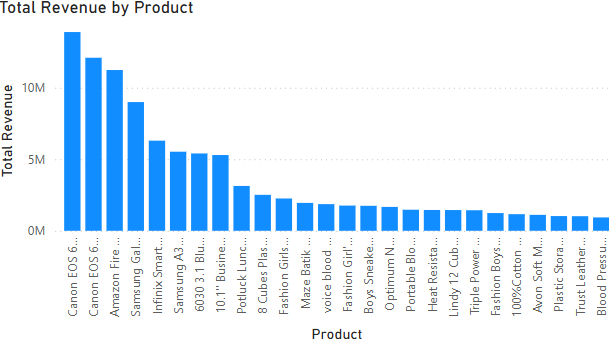 Total Revenue by Product
Total Revenue
10M
5M
0M
Canon EOS 6...
Canon EOS 6...
Amazon Fire ...
Samsung Gal...
Infinix Smart...
Samsung A3...
6030 3.1 Blu...
10.1" Busine...
Potluck Lunc...
8 Cubes Plas...
Fashion Girls...
Maze Batik ...
voice blood ...
Fashion Girl'...
Boys Sneake...
Optimum N...
Portable Blo...
Heat Resista...
Lindy 12 Cub...
Triple Power ...
Fashion Boys...
100%Cotton ...
Avon Soft M...
Plastic Stora...
Trust Leather...
Blood Pressu...
Product